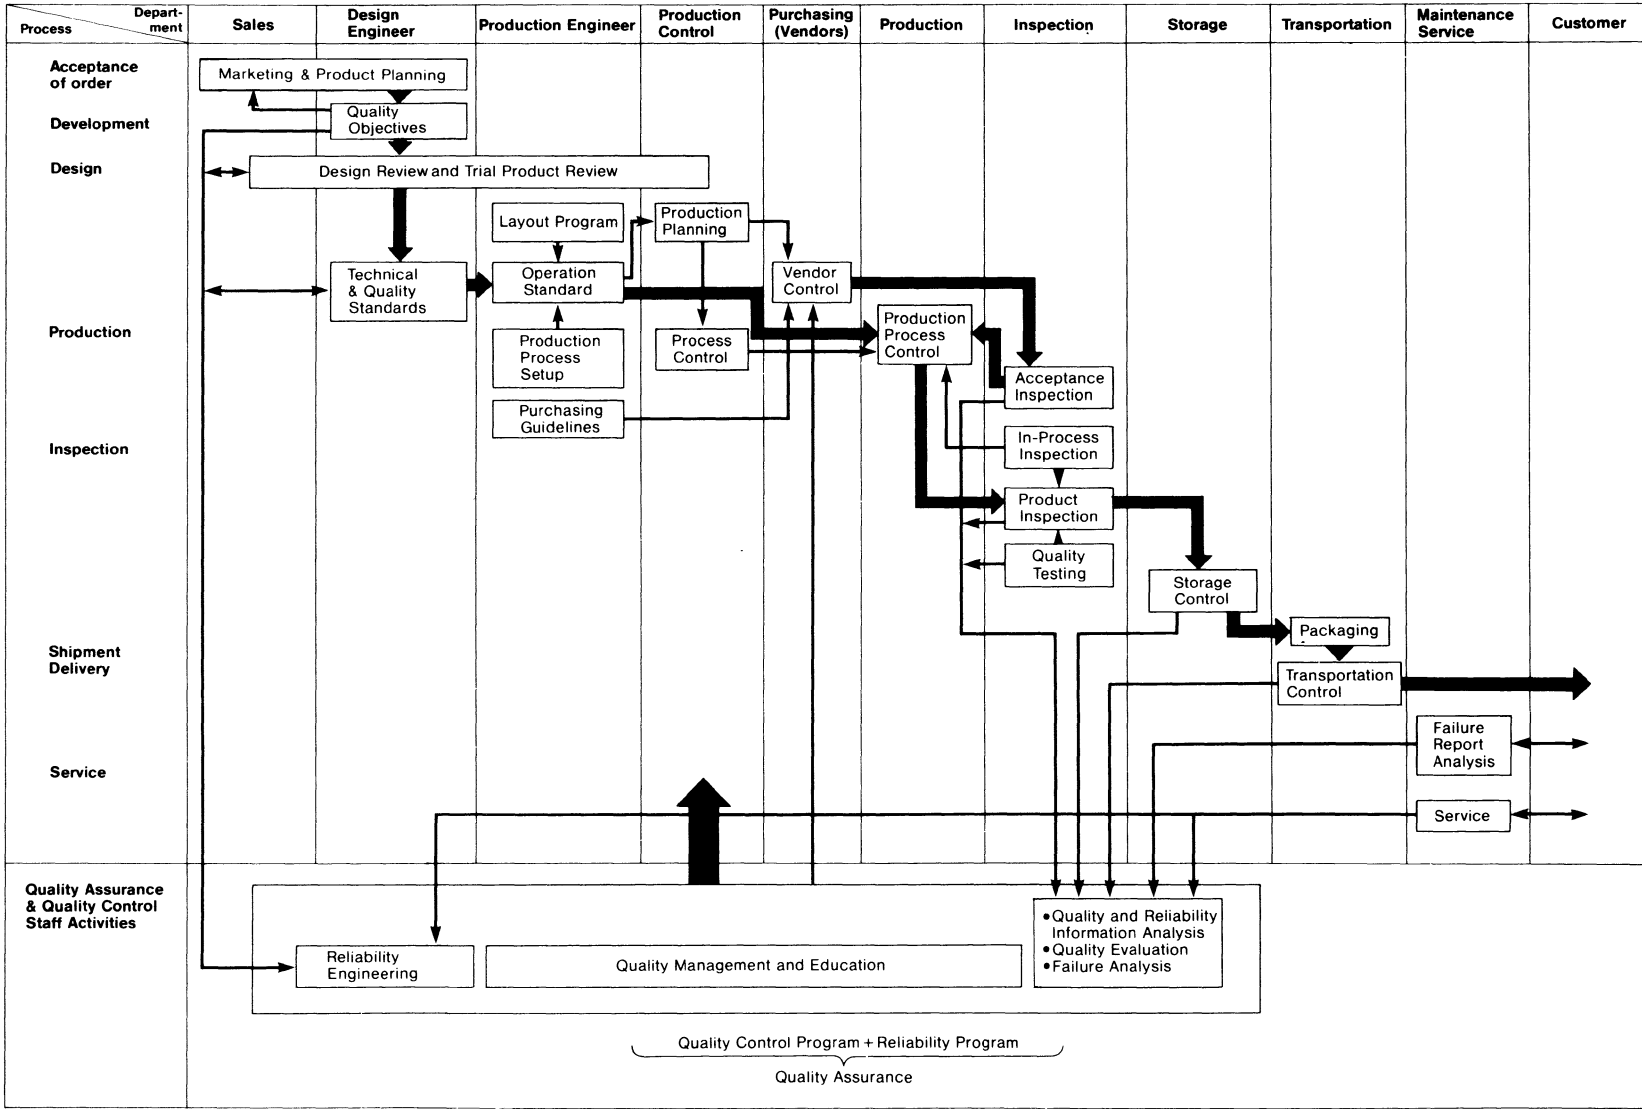 Depart-
ment
Process
Sales
Design
Engineer
Production Engineer
Production
Control
Purchasing
(Vendors)
Production
Inspection
Storage
Transportation
Maintenance
Service
Customer
Acceptance
of order
Marketing & Product Planning
Development
Quality
Objectives
Design
Design Review and Trial Product Review
Layout Program
Production
Planning
Technical
& Quality
Standards
Operation
Standard
Vendor
Control
Production
Production
Process
Setup
Process
Control
Production
Process
Control
Acceptance
Inspection
Purchasing
Guidelines
Inspection
In-Process
Inspection
Product
Inspection
Quality
Testing
Storage
Control
Shipment
Delivery
Packaging
Transportation
Control
Failure
Report
Analysis
Service
Service
Quality Assurance
& Quality Control
Staff Activities
Reliability
Engineering
Quality Management and Education
•Quality and Reliability
Information Analysis
•Quality Evaluation
•Failure Analysis
Quality Control Program + Reliability Program
Quality Assurance